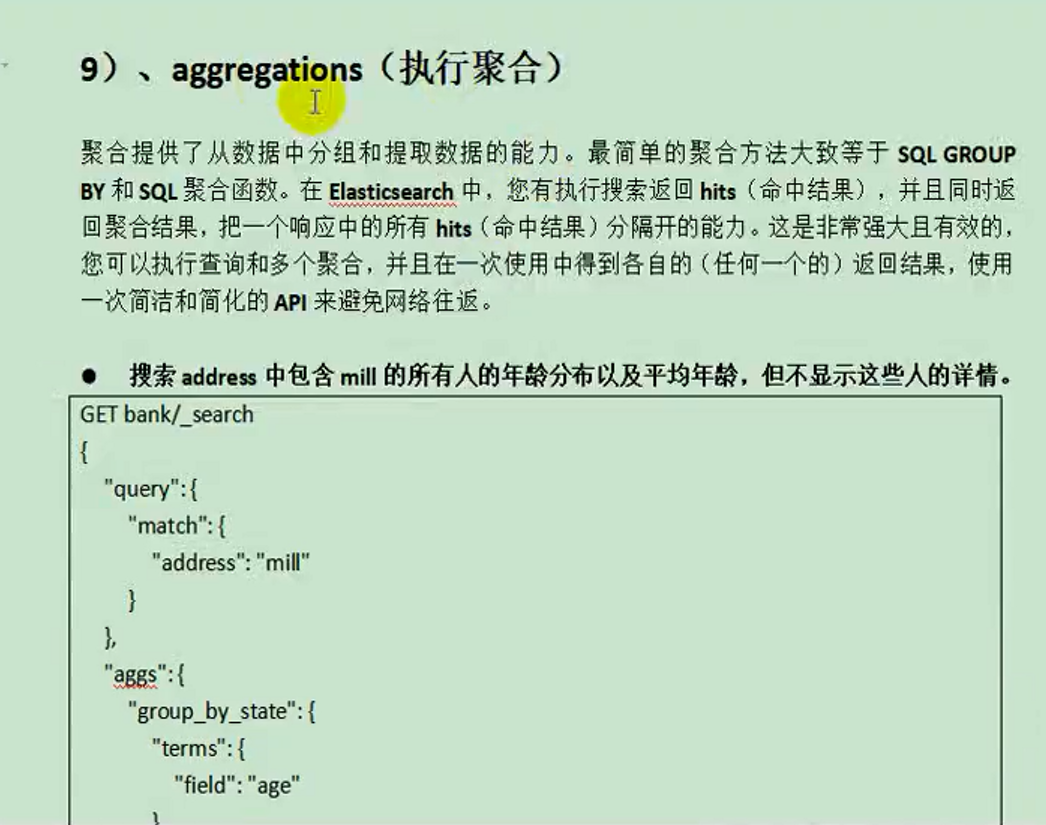 9）、aggregations（执行聚合）
聚合提供了从数据中分组和提取数据的能力。最简单的聚合方法大致等于 SQL GROUP
BY 和 SQL 聚合函数。在 Elasticsearch 中，您有执行搜索返回 hits（命中结果），并且同时返
回聚合结果，把一个响应中的所有 hits（命中结果）分隔开的能力。这是非常强大且有效的，
您可以执行查询和多个聚合，并且在一次使用中得到各自的（任何一个的）返回结果，使用
一次简洁和简化的 API 来避免网络往返。
● 搜索 address 中包含 mill 的所有人的年龄分布以及平均年龄，但不显示这些人的详情。
GET bank/_search
{
"query": {
"match": {
"address": "mill"
}
},
"aggs": {
"group_by_state": {
"terms": {
"field": "age"
}